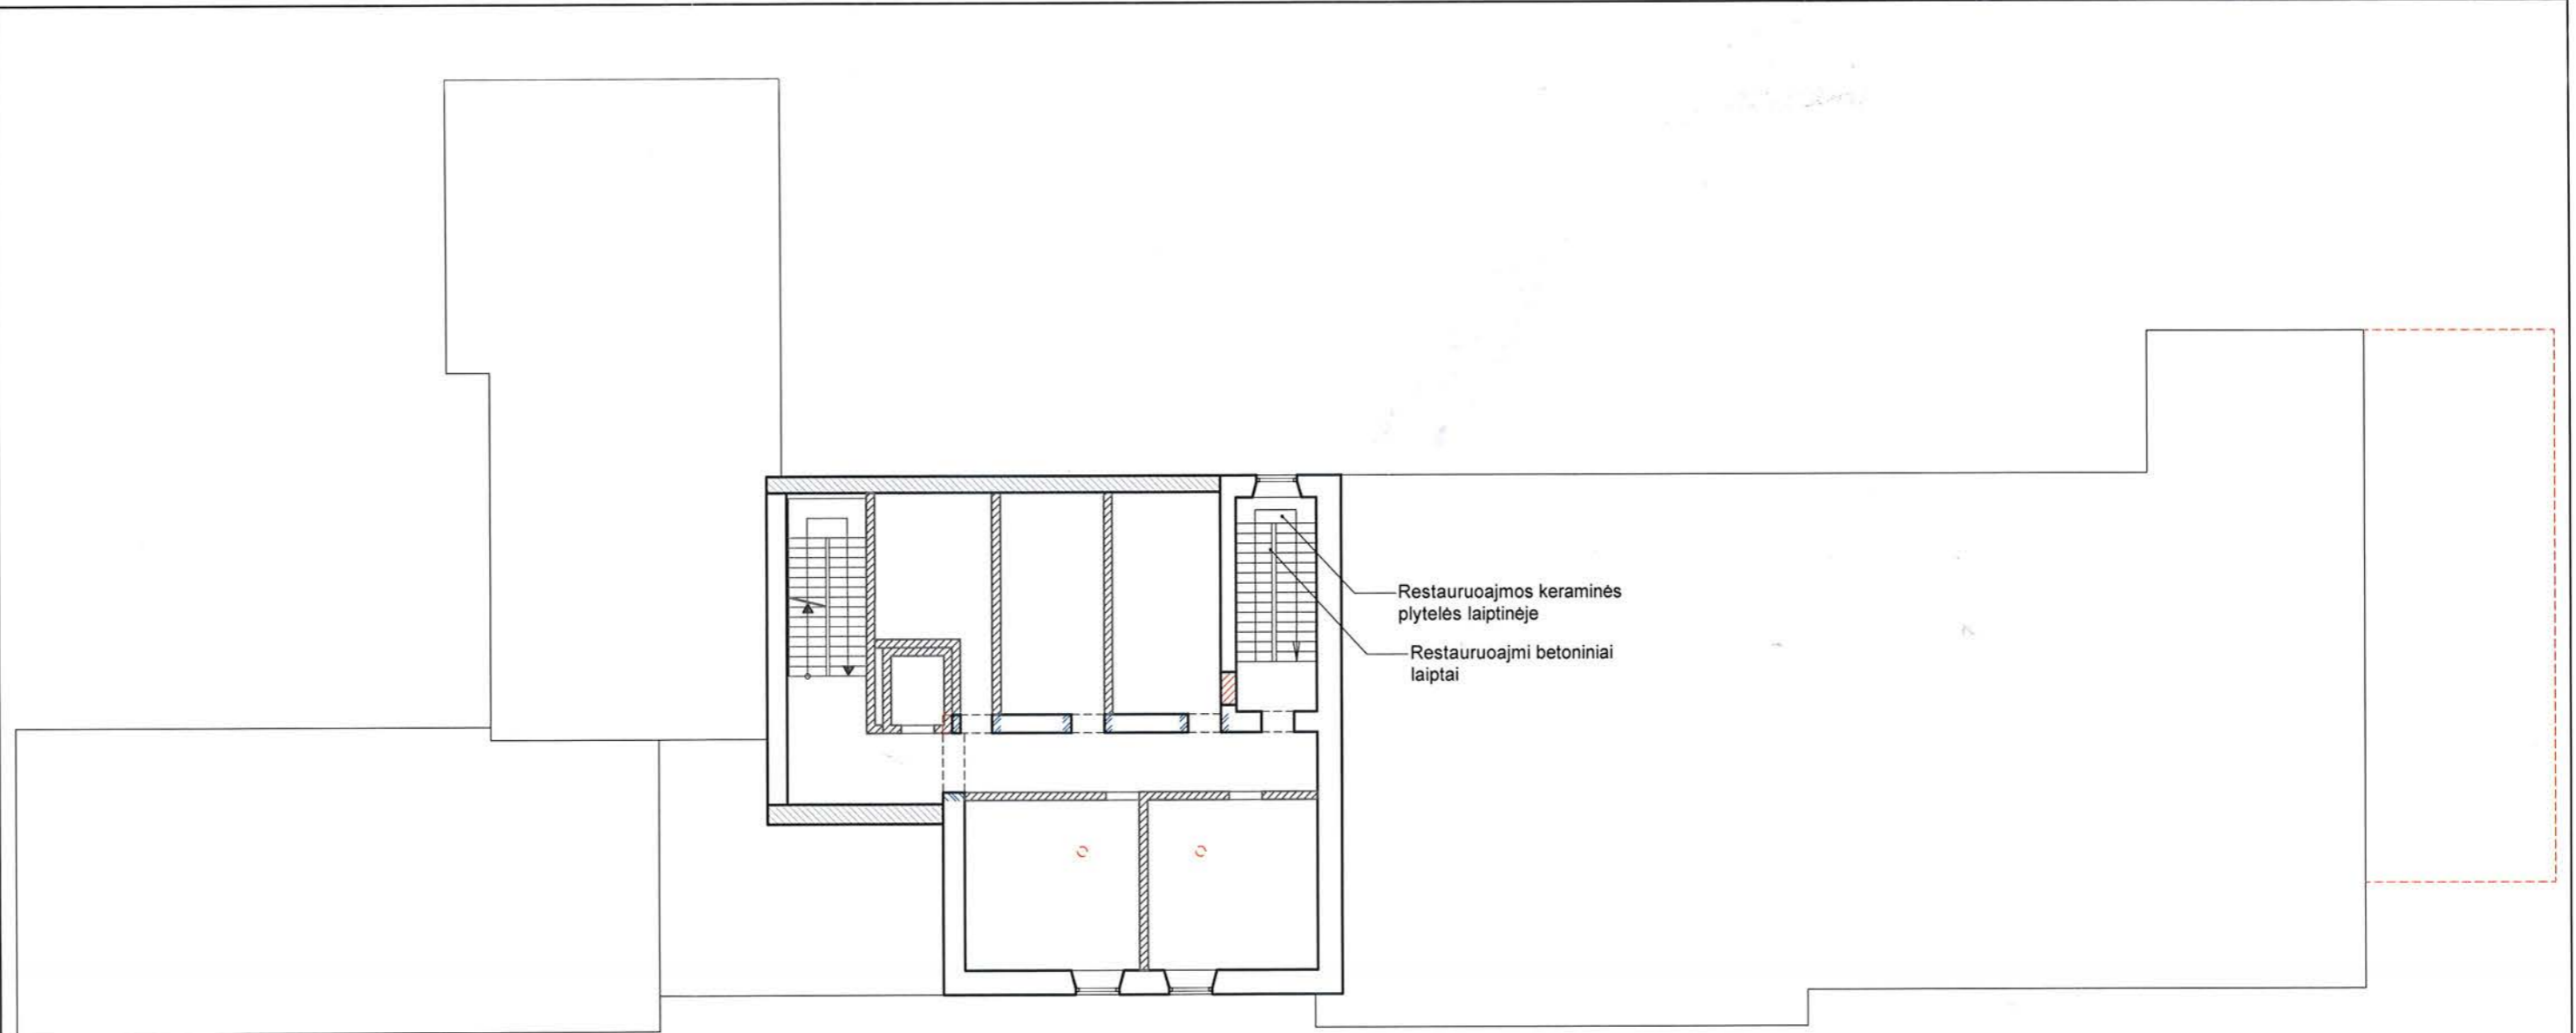 Restauruoajmos keraminės
plytelės laiptinėje
Restauruoajmi betoniniai
laiptai